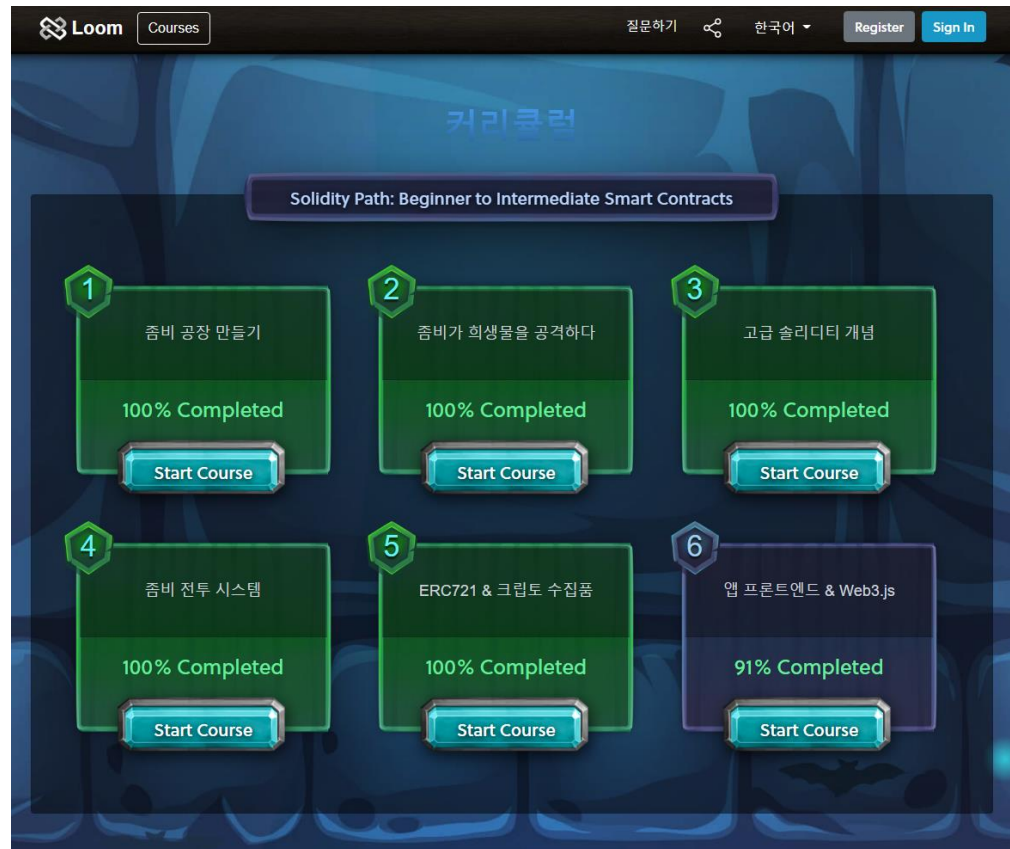 Loom
Courses
질문하기
한국어
Register
Sign In
커리큘럼
Solidity Path: Beginner to Intermediate Smart Contracts
1
좀비 공장 만들기
100% Completed
Start Course
2
좀비가 희생물을 공격하다
100% Completed
Start Course
3
고급 솔리디티 개념
100% Completed
Start Course
4
좀비 전투 시스템
100% Completed
Start Course
5
ERC721 & 크립토 수집품
100% Completed
Start Course
6
앱 프론트엔드 & Web3.js
91% Completed
Start Course